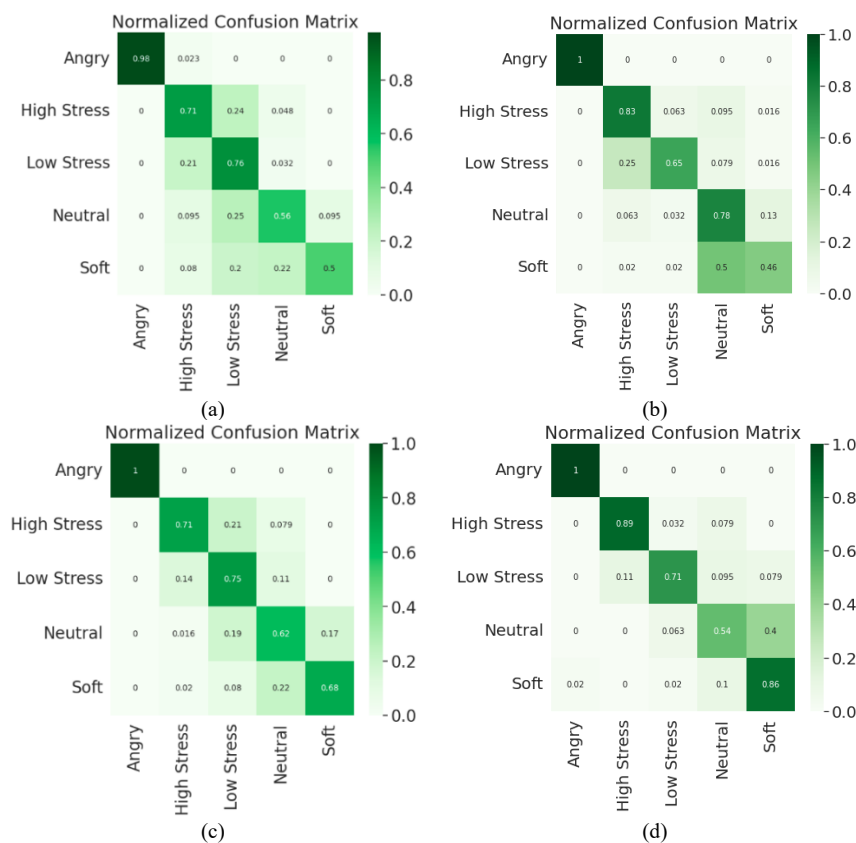 Normalized Confusion Matrix
Angry 0.98 0.023 0 0 0
High Stress 0 0.71 0.24 0.048 0
Low Stress 0 0.21 0.76 0.032 0
Neutral 0 0.095 0.25 0.56 0.095
Soft 0 0.08 0.2 0.22 0.5
Angry High Stress Low Stress Neutral Soft
0.8
0.6
0.4
0.2
0.0
(a)
Normalized Confusion Matrix
Angry 1 0 0 0 0
High Stress 0 0.83 0.063 0.095 0.016
Low Stress 0 0.25 0.65 0.079 0.016
Neutral 0 0.063 0.032 0.78 0.13
Soft 0 0.02 0.02 0.5 0.46
Angry High Stress Low Stress Neutral Soft
1.0
0.8
0.6
0.4
0.2
0.0
(b)
Normalized Confusion Matrix
Angry 1 0 0 0 0
High Stress 0 0.71 0.21 0.079 0
Low Stress 0 0.14 0.75 0.11 0
Neutral 0 0.016 0.19 0.62 0.17
Soft 0 0.02 0.08 0.22 0.68
Angry High Stress Low Stress Neutral Soft
1.0
0.8
0.6
0.4
0.2
0.0
(c)
Normalized Confusion Matrix
Angry 1 0 0 0 0
High Stress 0 0.89 0.032 0.079 0
Low Stress 0 0.11 0.71 0.095 0.079
Neutral 0 0 0.063 0.54 0.4
Soft 0.02 0 0.02 0.1 0.86
Angry High Stress Low Stress Neutral Soft
1.0
0.8
0.6
0.4
0.2
0.0
(d)